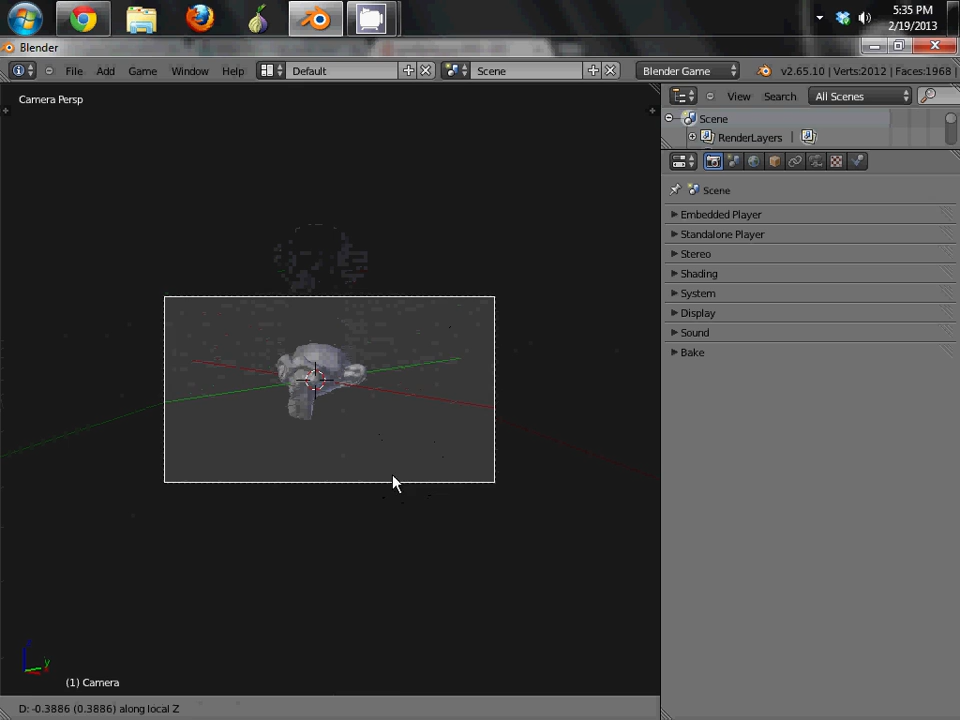 5:35 PM
2/19/2013
Blender
File Add Game Window Help Default Scene Blender Game v2.65.10 | Verts:2012 | Faces:1968 |
Camera Persp
View Search All Scenes
Scene
RenderLayers |
Scene
Embedded Player
Standalone Player
Stereo
Shading
System
Display
Sound
Bake
z
y
(1) Camera
D: -0.3886 (0.3886) along local Z